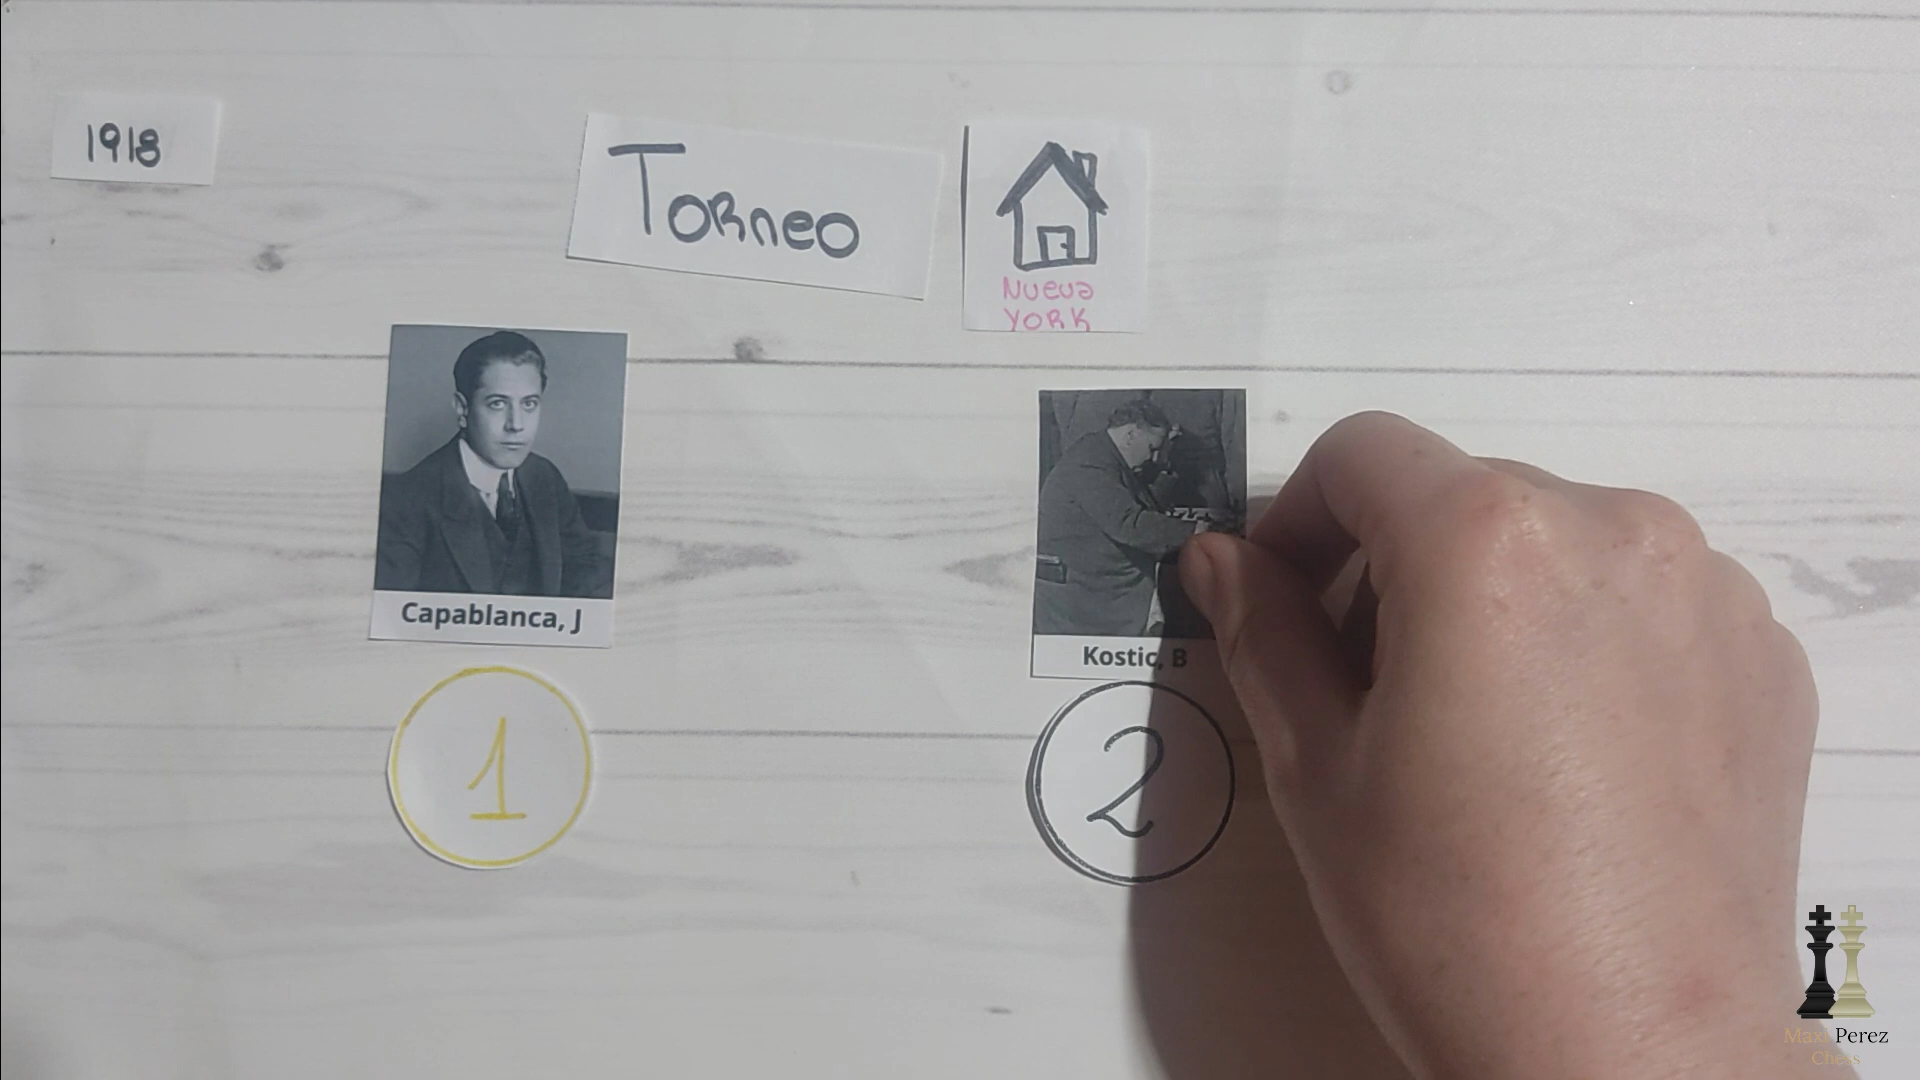 1918
Torneo
Nueva
York
Capablanca, J
Kostic, B
1
2
Maxi Perez
Chess